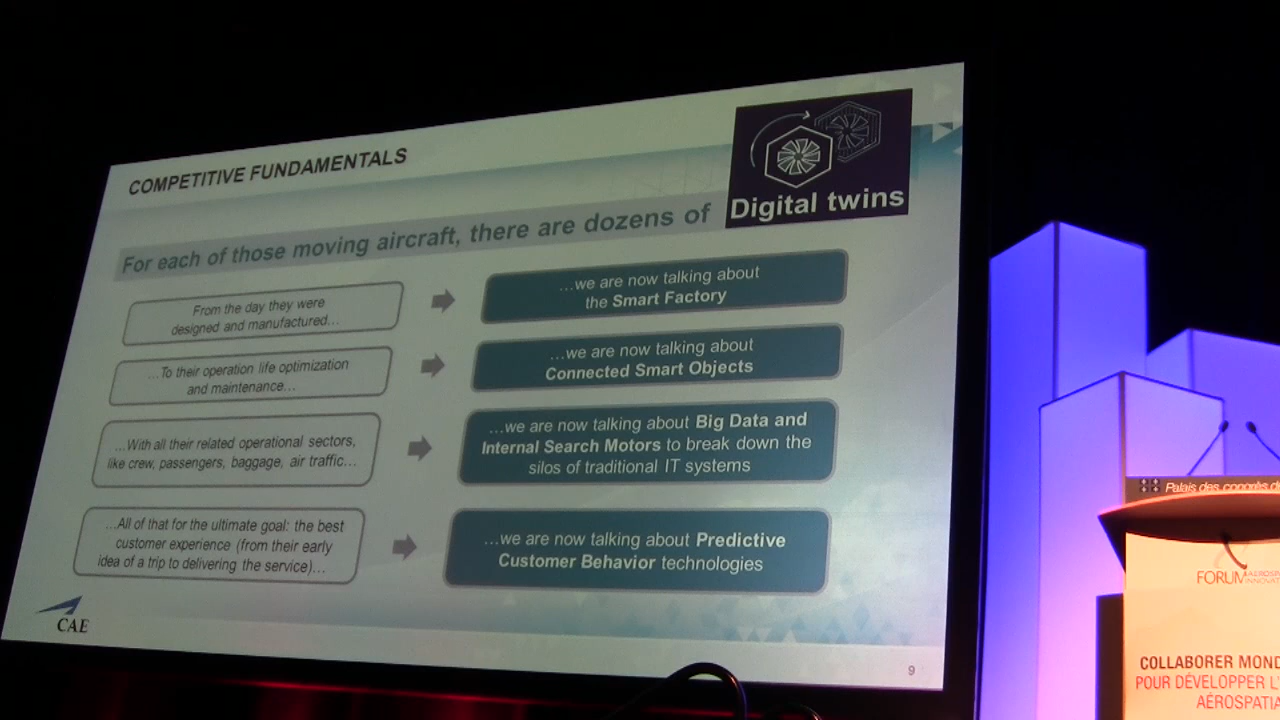 COMPETITIVE FUNDAMENTALS
For each of those moving aircraft, there are dozens of
Digital twins
From the day they were
designed and manufactured…
…we are now talking about
the Smart Factory
…To their operation life optimization
and maintenance…
…we are now talking about
Connected Smart Objects
…With all their related operational sectors,
like crew, passengers, baggage, air traffic…
…we are now talking about Big Data and
Internal Search Motors to break down the
silos of traditional IT systems
…All of that for the ultimate goal: the best
customer experience (from their early
idea of a trip to delivering the service)…
…we are now talking about Predictive
Customer Behavior technologies
CAE
9
Palais des congrès d
FORUM
COLLABORER MOND
POUR DÉVELOPPER L'
AÉROSPATIA